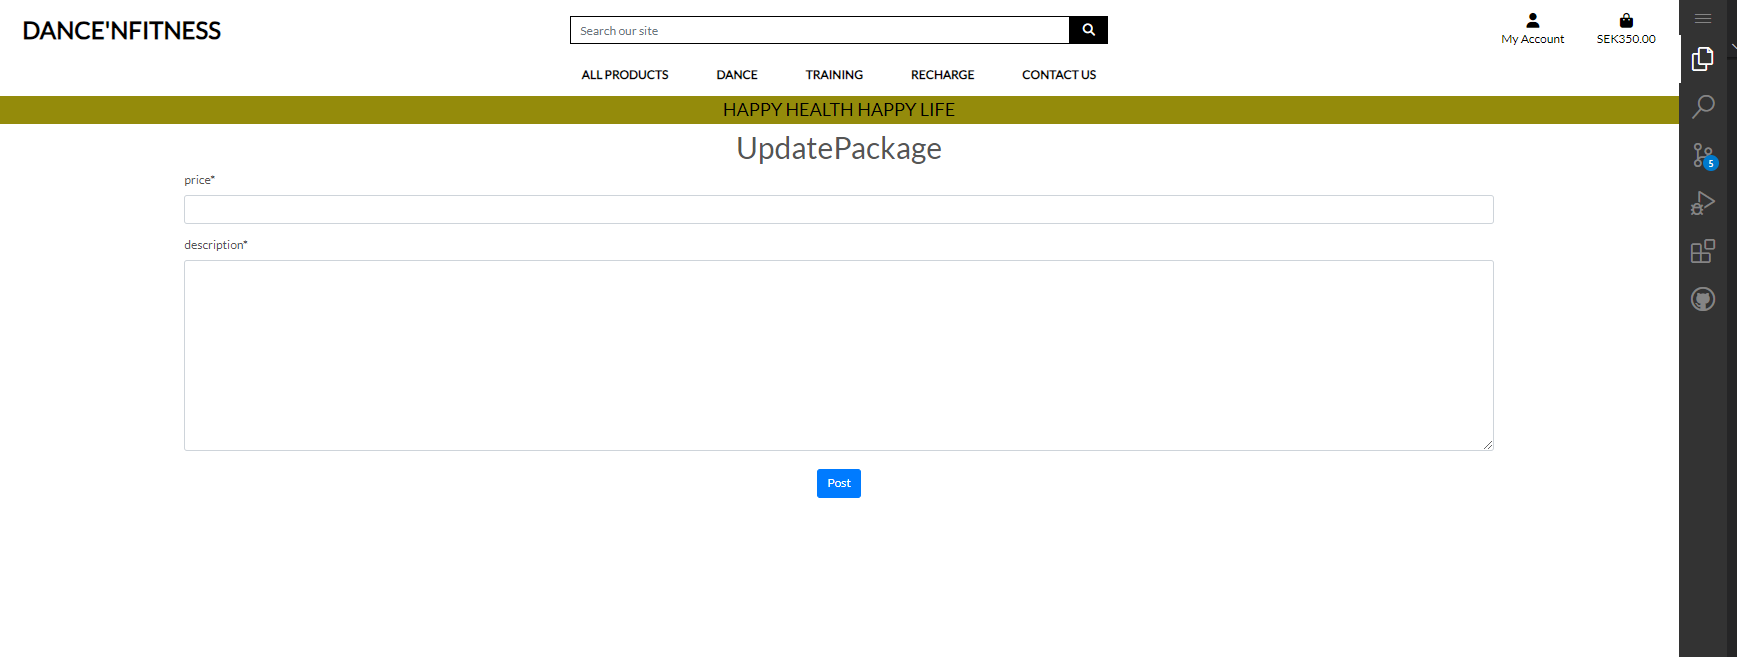 DANCE'NFITNESS
Search our site
My Account
SEK350.00
ALL PRODUCTS DANCE TRAINING RECHARGE CONTACT US
HAPPY HEALTH HAPPY LIFE
UpdatePackage
price*
description*
Post
5